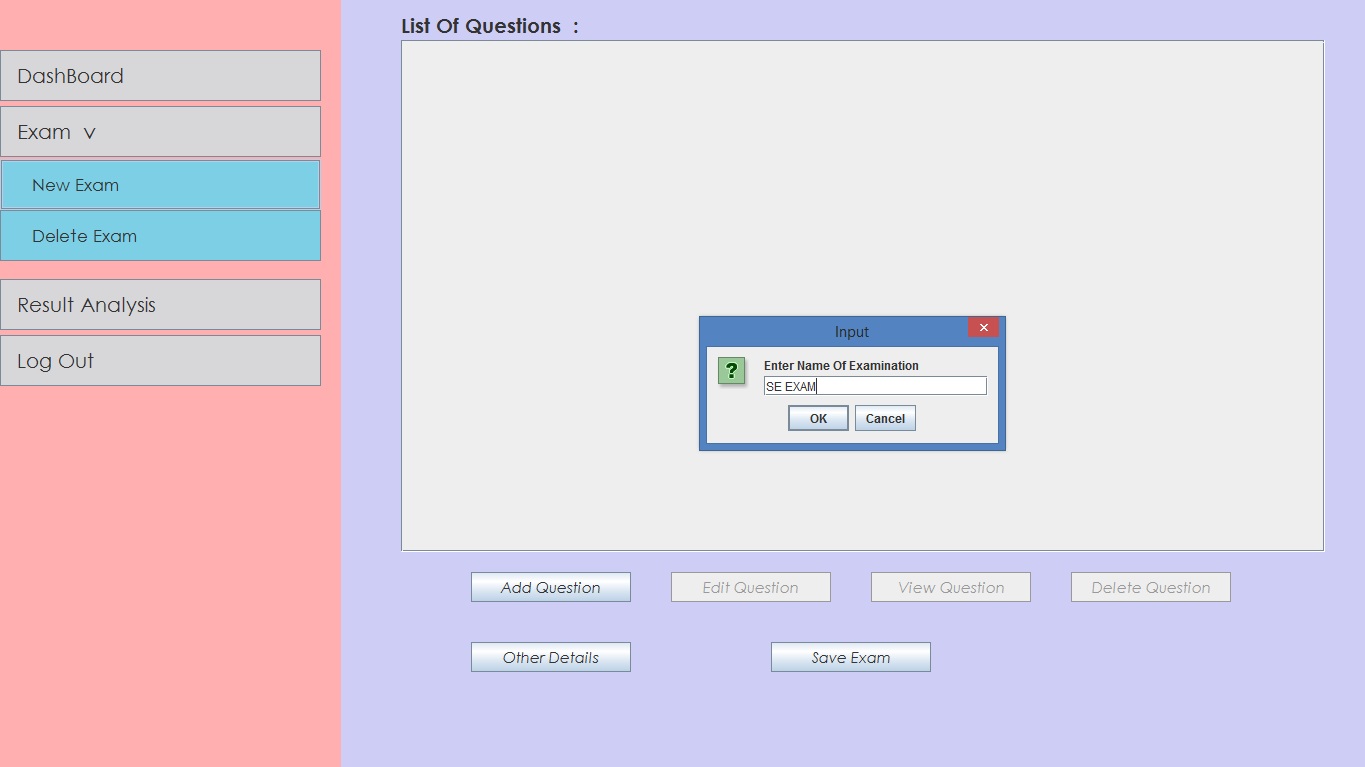 List Of Questions  :
DashBoard
Exam  v
New Exam
Delete Exam
Result Analysis
Log Out
Input
?
Enter Name Of Examination
SE EXAM
OK
Cancel
Add Question
Edit Question
View Question
Delete Question
Other Details
Save Exam